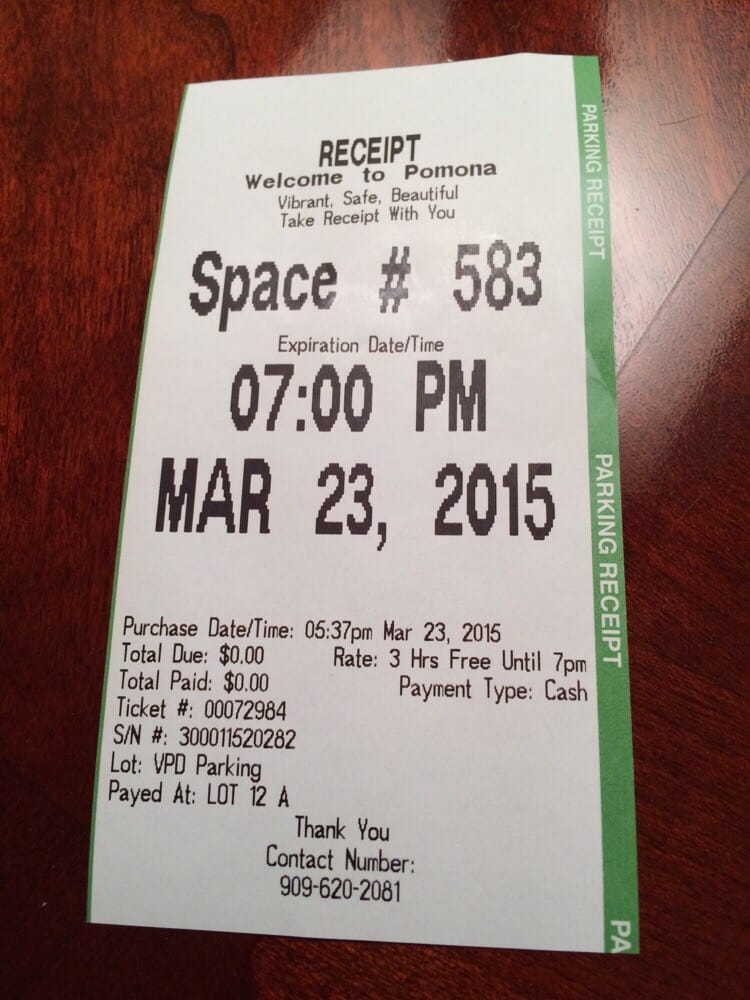 RECEIPT
Welcome to Pomona
Vibrant, Safe, Beautiful
Take Receipt With You
Space # 583
Expiration Date/Time
07:00 PM
MAR 23, 2015
Purchase Date/Time: 05:37pm Mar 23, 2015
Total Due: $0.00 Rate: 3 Hrs Free Until 7pm
Total Paid: $0.00 Payment Type: Cash
Ticket #: 00072984
S/N #: 300011520282
Lot: VPD Parking
Payed At: LOT 12 A
Thank You
Contact Number:
909-620-2081
PARKING RECEIPT
PARKING RECEIPT
PA